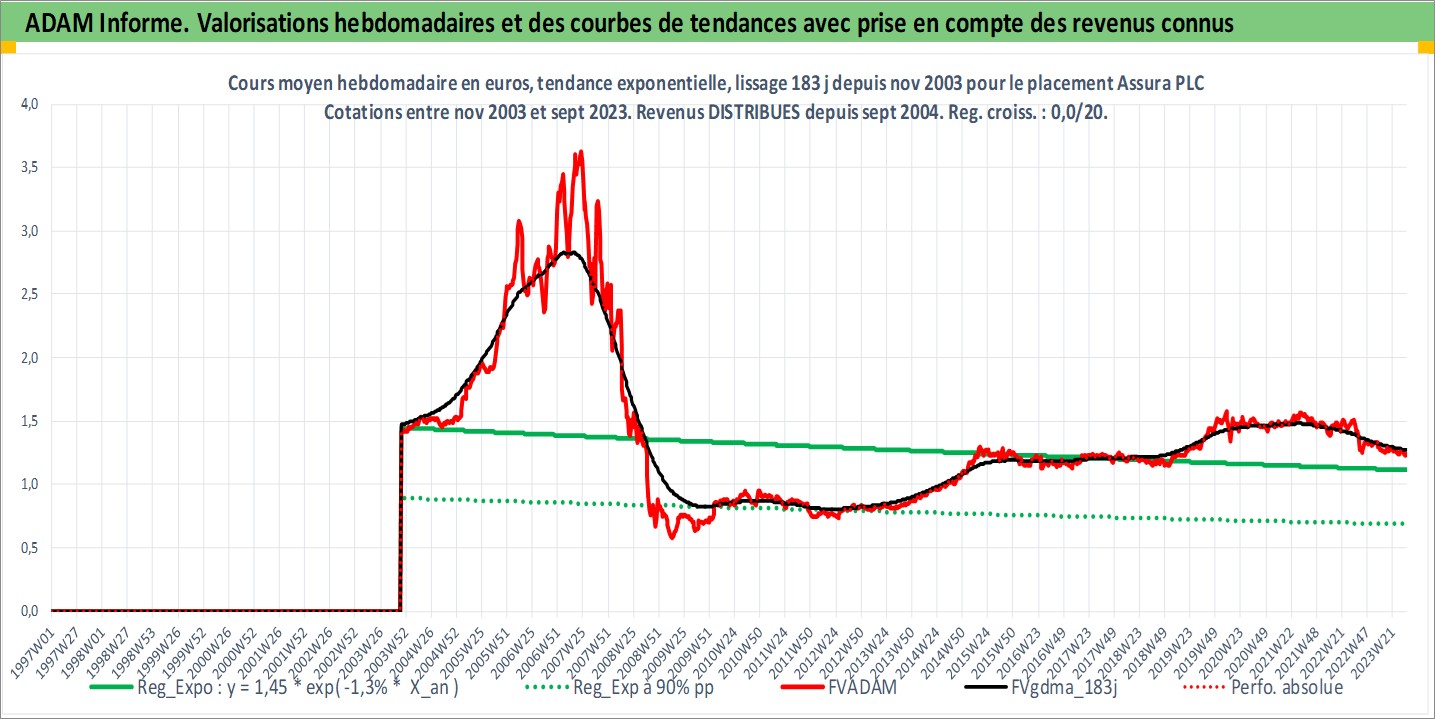 ADAM Informe. Valorisations hebdomadaires et des courbes de tendances avec prise en compte des revenus connus
Cours moyen hebdomadaire en euros, tendance exponentielle, lissage 183 j depuis nov 2003 pour le placement Assura PLC
Cotations entre nov 2003 et sept 2023. Revenus DISTRIBUES depuis sept 2004. Reg. croiss. : 0,0/20.
4,0
3,5
3,0
2,5
2,0
1,5
1,0
0,5
0,0
1997W01 1997W27 1998W01 1998W27 1998W53 1999W26 1999W52 2000W26 2000W52 2001W26 2001W52 2002W26 2002W52 2003W26 2003W52 2004W26 2004W52 2005W25 2005W51 2006W25 2006W51 2007W25 2007W51 2008W25 2008W51 2009W25 2009W51 2010W24 2010W50 2011W24 2011W50 2012W24 2012W50 2013W24 2013W50 2014W24 2014W50 2015W24 2015W50 2016W23 2016W49 2017W23 2017W49 2018W23 2018W49 2019W23 2019W49 2020W23 2020W49 2021W22 2021W48 2022W21 2022W47 2023W21
Reg_Expo : y = 1,45 * exp( -1,3% * X_an ) Reg_Exp à 90% pp FVADAM FVgdma_183j Perfo. absolue